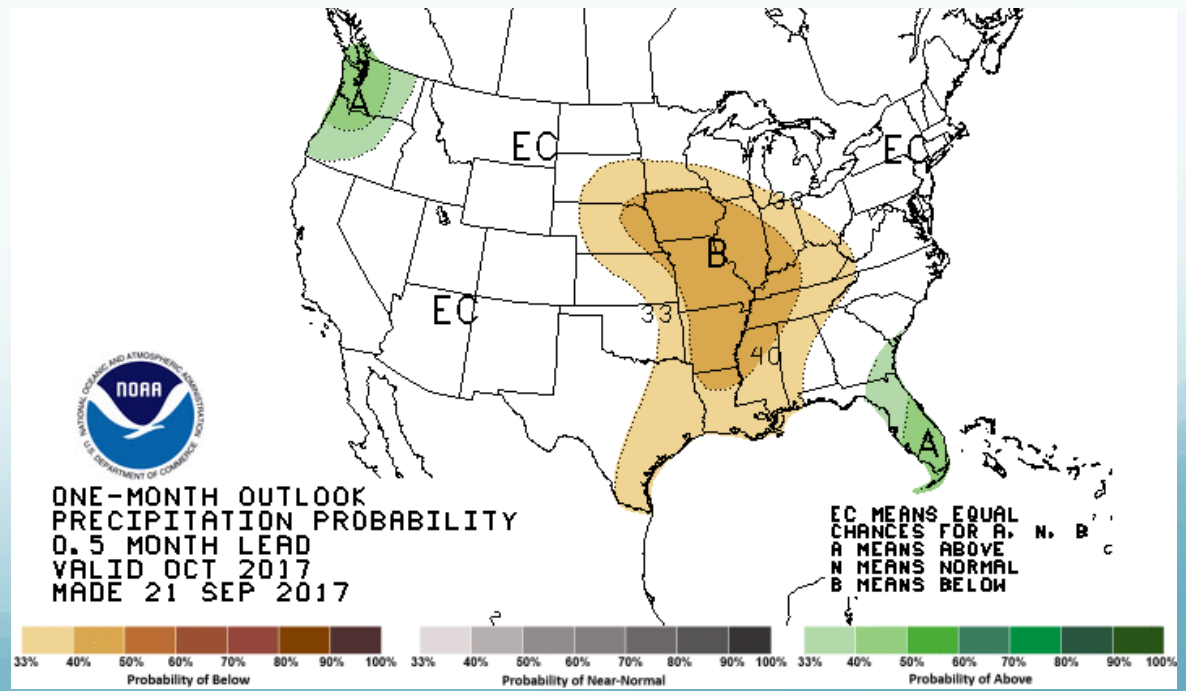 A
EC
EC
33
B
EC
33
40
A
NATIONAL OCEANIC AND ATMOSPHERIC ADMINISTRATION
NOAA
U.S. DEPARTMENT OF COMMERCE
ONE-MONTH OUTLOOK
PRECIPITATION PROBABILITY
0.5 MONTH LEAD
VALID OCT 2017
MADE 21 SEP 2017
EC MEANS EQUAL
CHANCES FOR A, N, B
A MEANS ABOVE
N MEANS NORMAL
B MEANS BELOW
33% 40% 50% 60% 70% 80% 90% 100%
Probability of Below
33% 40% 50% 60% 70% 80% 90% 100%
Probability of Near-Normal
33% 40% 50% 60% 70% 80% 90% 100%
Probability of Above